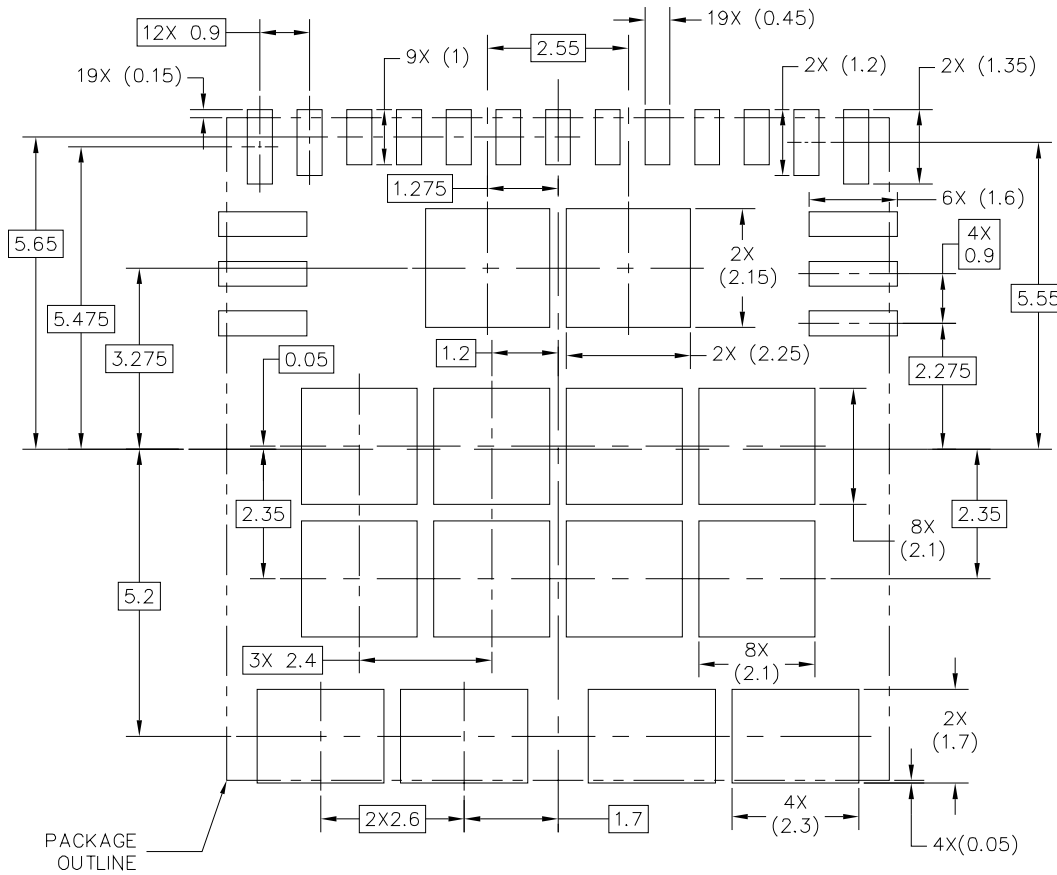 12X 0.9
19X (0.45)
2.55
9X (1)
2X (1.2)
2X (1.35)
19X (0.15)
1.275
6X (1.6)
5.65
4X
0.9
2X
(2.15)
5.55
5.475
3.275
0.05
1.2
2X (2.25)
2.275
2.35
8X
(2.1)
2.35
5.2
3X 2.4
8X
(2.1)
2X
(1.7)
2X2.6
1.7
4X
(2.3)
4X(0.05)
PACKAGE
OUTLINE